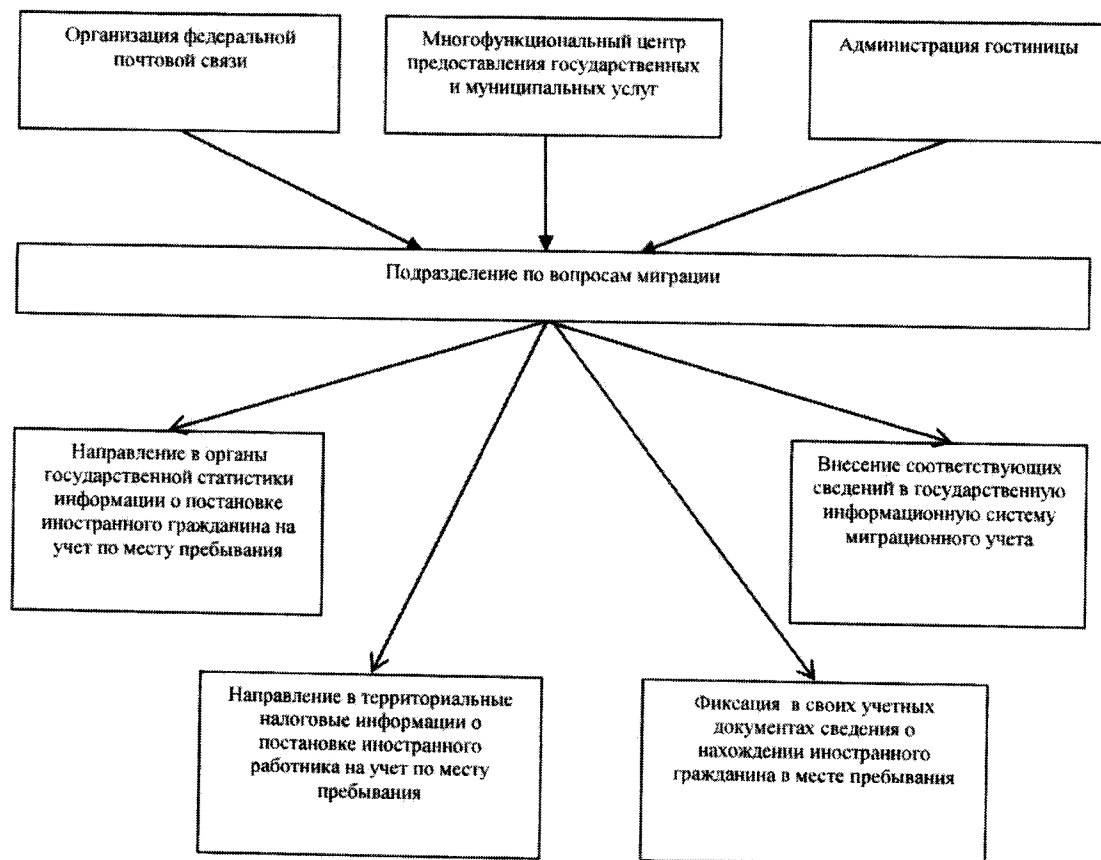 Организация федеральной
почтовой связи
Многофункциональный центр
предоставления государственных
и муниципальных услуг
Администрация гостиницы
Подразделение по вопросам миграции
Направление в органы
государственной статистики
информации о постановке
иностранного гражданина на
учет по месту пребывания
Внесение соответствующих
сведений в государственную
информационную систему
миграционного учета
Направление в территориальные
налоговые информации о
постановке иностранного
работника на учет по месту
пребывания
Фиксация в своих учетных
документах сведения о
нахождении иностранного
гражданина в месте пребывания